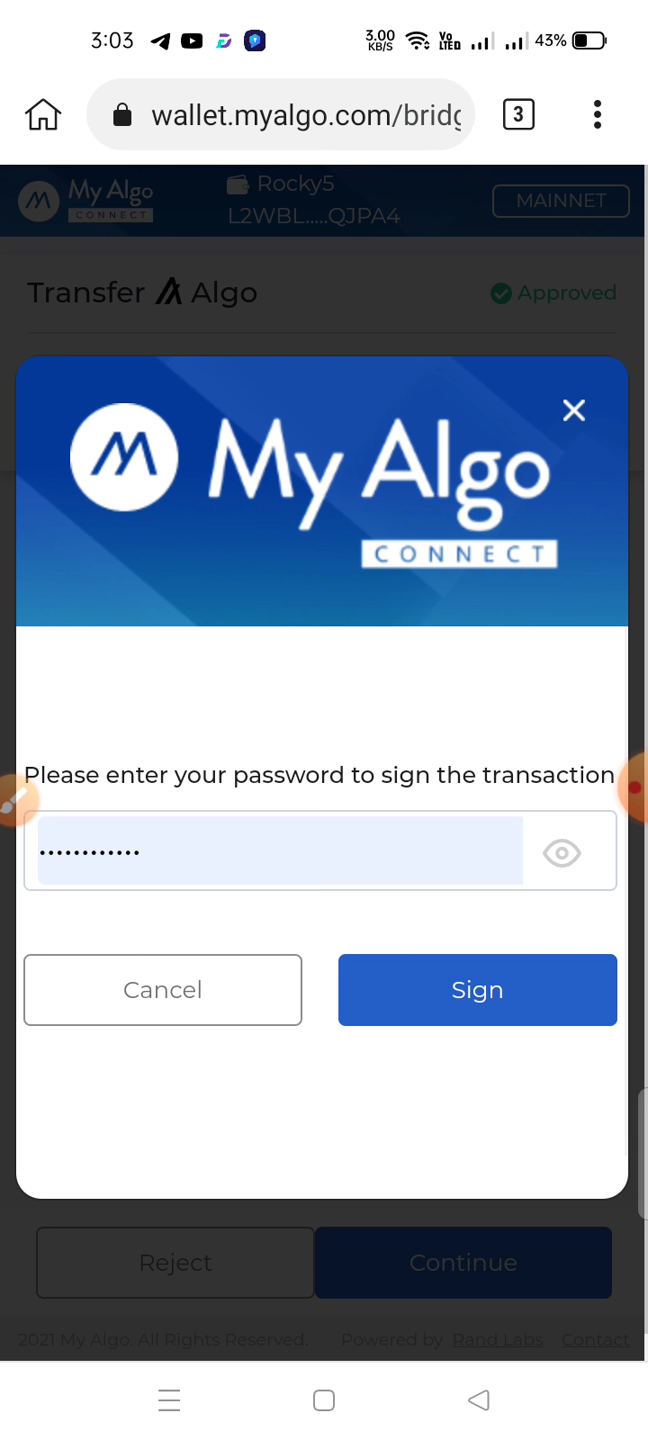 3:03 3.00 KB/S Vo LTED 43%
wallet.myalgo.com/bridg
3
My Algo
CONNECT
Rocky5
L2WBL.....QJPA4
MAINNET
Transfer Algo
Approved
My Algo
CONNECT
Please enter your password to sign the transaction
••••••••••••
Cancel
Sign
Reject
Continue
2021 My Algo. All Rights Reserved. Powered by Rand Labs Contact